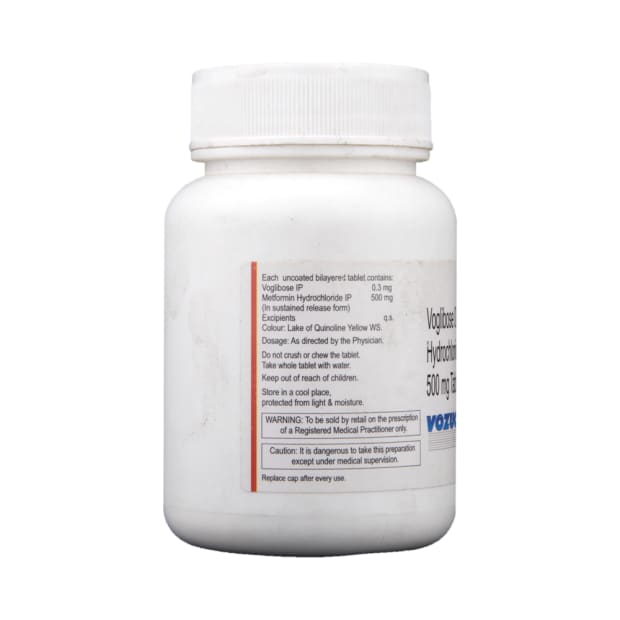 Each uncoated bilayered tablet contains:
Voglibose IP 0.3 mg
Metformin Hydrochloride IP 500 mg
(In sustained release form)
Excipients q.s.
Colour: Lake of Quinoline Yellow WS.
Dosage: As directed by the Physician.
Do not crush or chew the tablet.
Take whole tablet with water.
Keep out of reach of children.
Store in a cool place,
protected from light & moisture.
WARNING: To be sold by retail on the prescription
of a Registered Medical Practitioner only.
Caution: It is dangerous to take this preparation
except under medical supervision.
Replace cap after every use.
Voglibose
500 mg